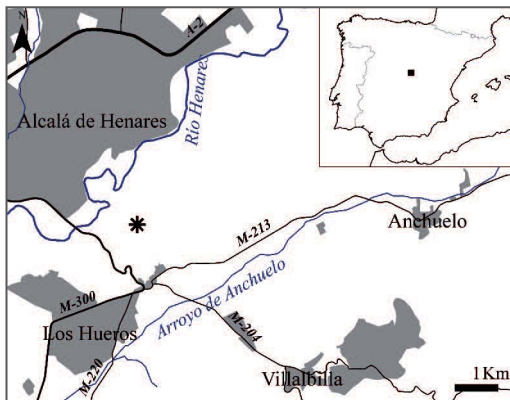 N
A-2
Río Henares
Alcalá de Henares
Anchuelo
M-213
Arroyo de Anchuelo
M-300
Los Hueros
M-204
M-220
Villalbilla
1Km